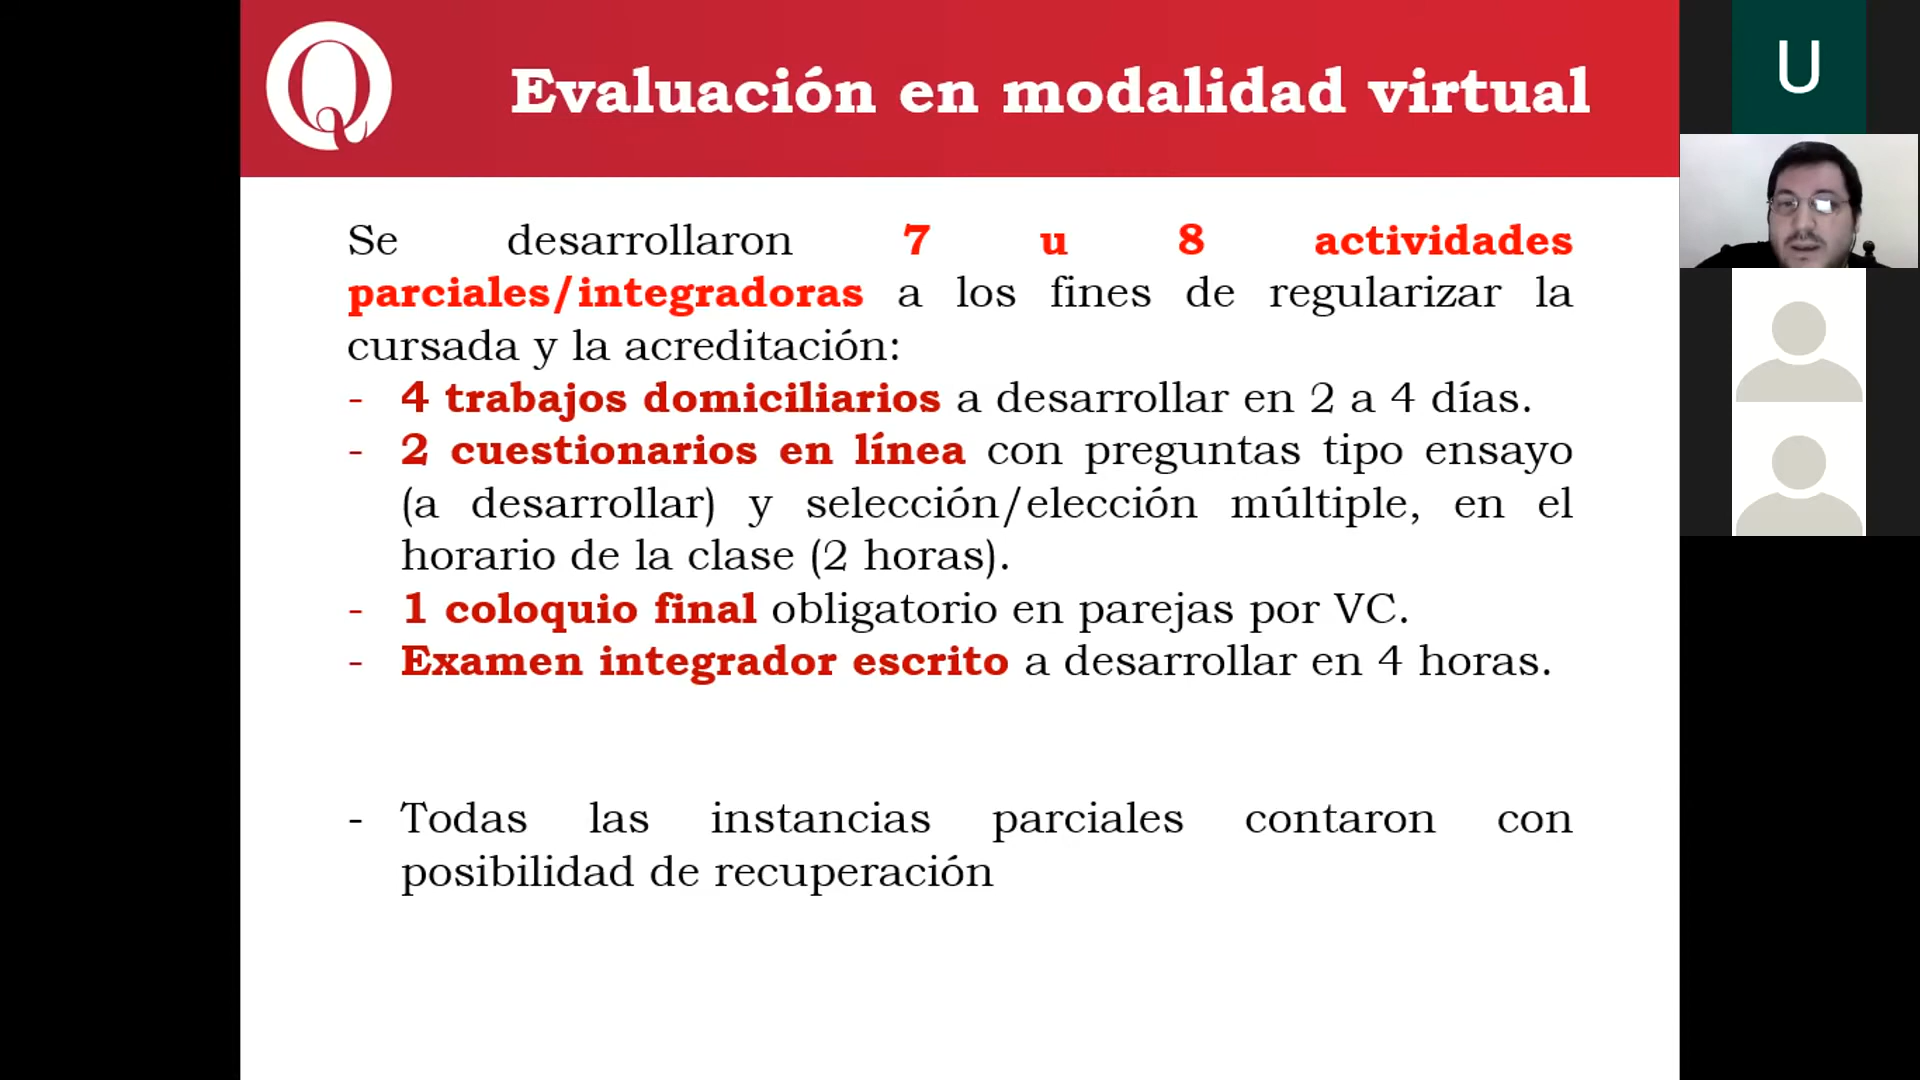 Q
Evaluación en modalidad virtual
U
Se desarrollaron 7 u 8 actividades
parciales/integradoras a los fines de regularizar la
cursada y la acreditación:
- 4 trabajos domiciliarios a desarrollar en 2 a 4 días.
- 2 cuestionarios en línea con preguntas tipo ensayo
(a desarrollar) y selección/elección múltiple, en el
horario de la clase (2 horas).
- 1 coloquio final obligatorio en parejas por VC.
- Examen integrador escrito a desarrollar en 4 horas.
- Todas las instancias parciales contaron con
posibilidad de recuperación